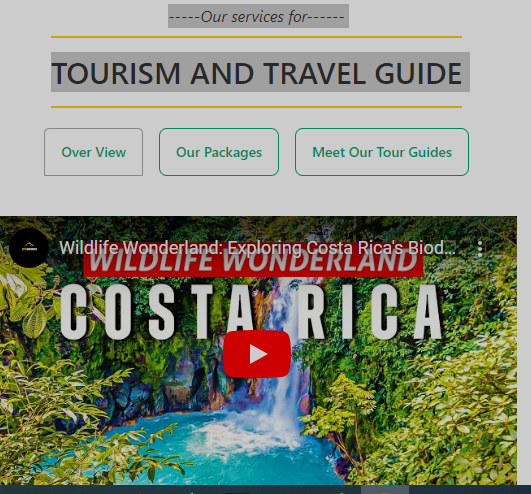 -----Our services for------
TOURISM AND TRAVEL GUIDE
Over View
Our Packages
Meet Our Tour Guides
Wildlife Wonderland: Exploring Costa Rica's Biod...
WILDLIFE WONDERLAND
COSTA RICA